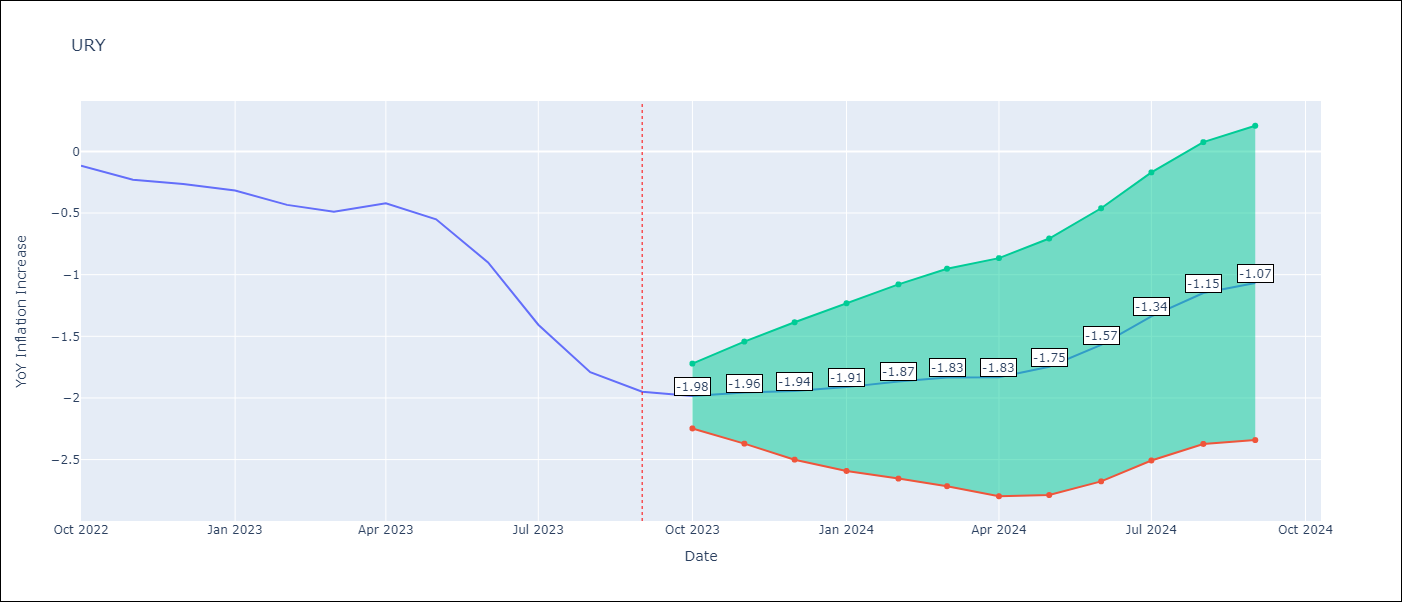 URY
YoY Inflation Increase
0
−0.5
−1
−1.5
−2
−2.5
-1.98
-1.96
-1.94
-1.91
-1.87
-1.83
-1.83
-1.75
-1.57
-1.34
-1.15
-1.07
Oct 2022
Jan 2023
Apr 2023
Jul 2023
Oct 2023
Jan 2024
Apr 2024
Jul 2024
Oct 2024
Date